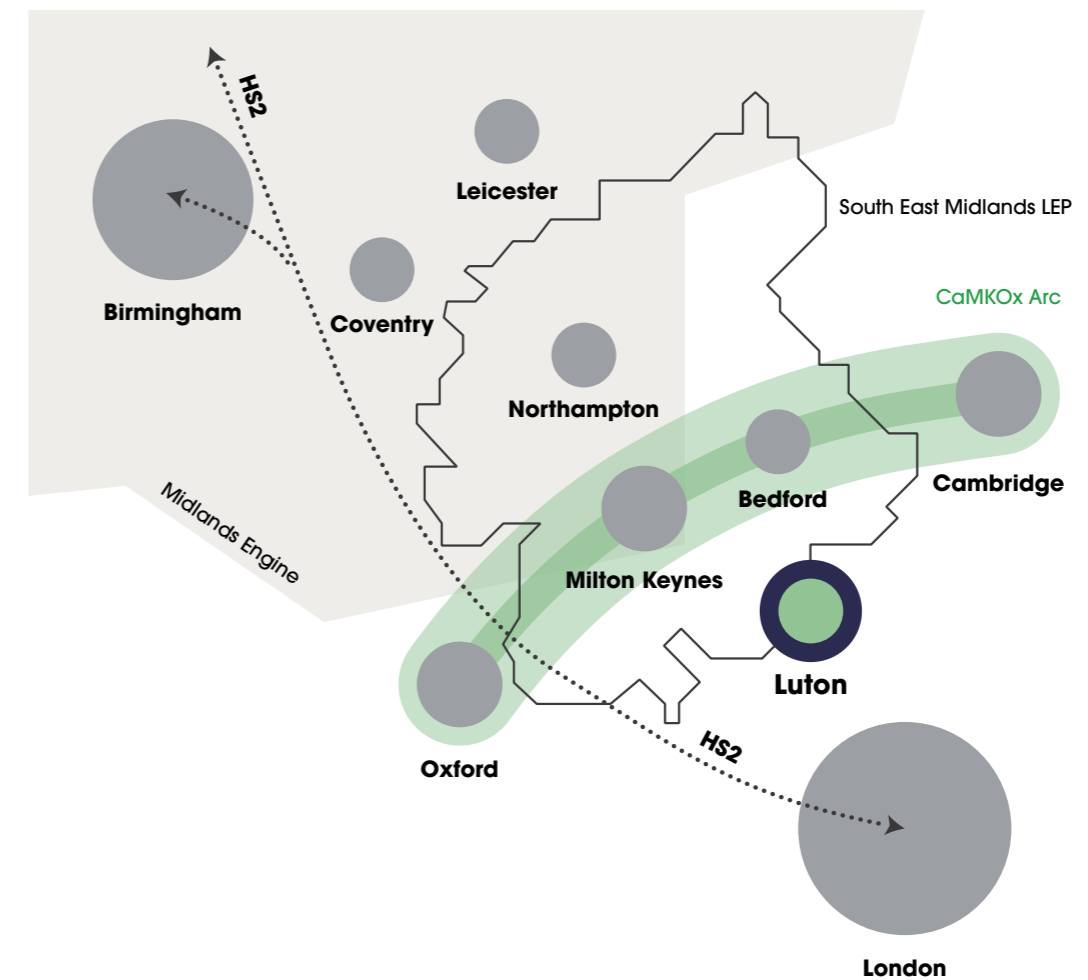 HS2
Leicester
South East Midlands LEP
Birmingham
Coventry
CaMKOx Arc
Northampton
Midlands Engine
Bedford
Cambridge
Milton Keynes
Luton
HS2
Oxford
London